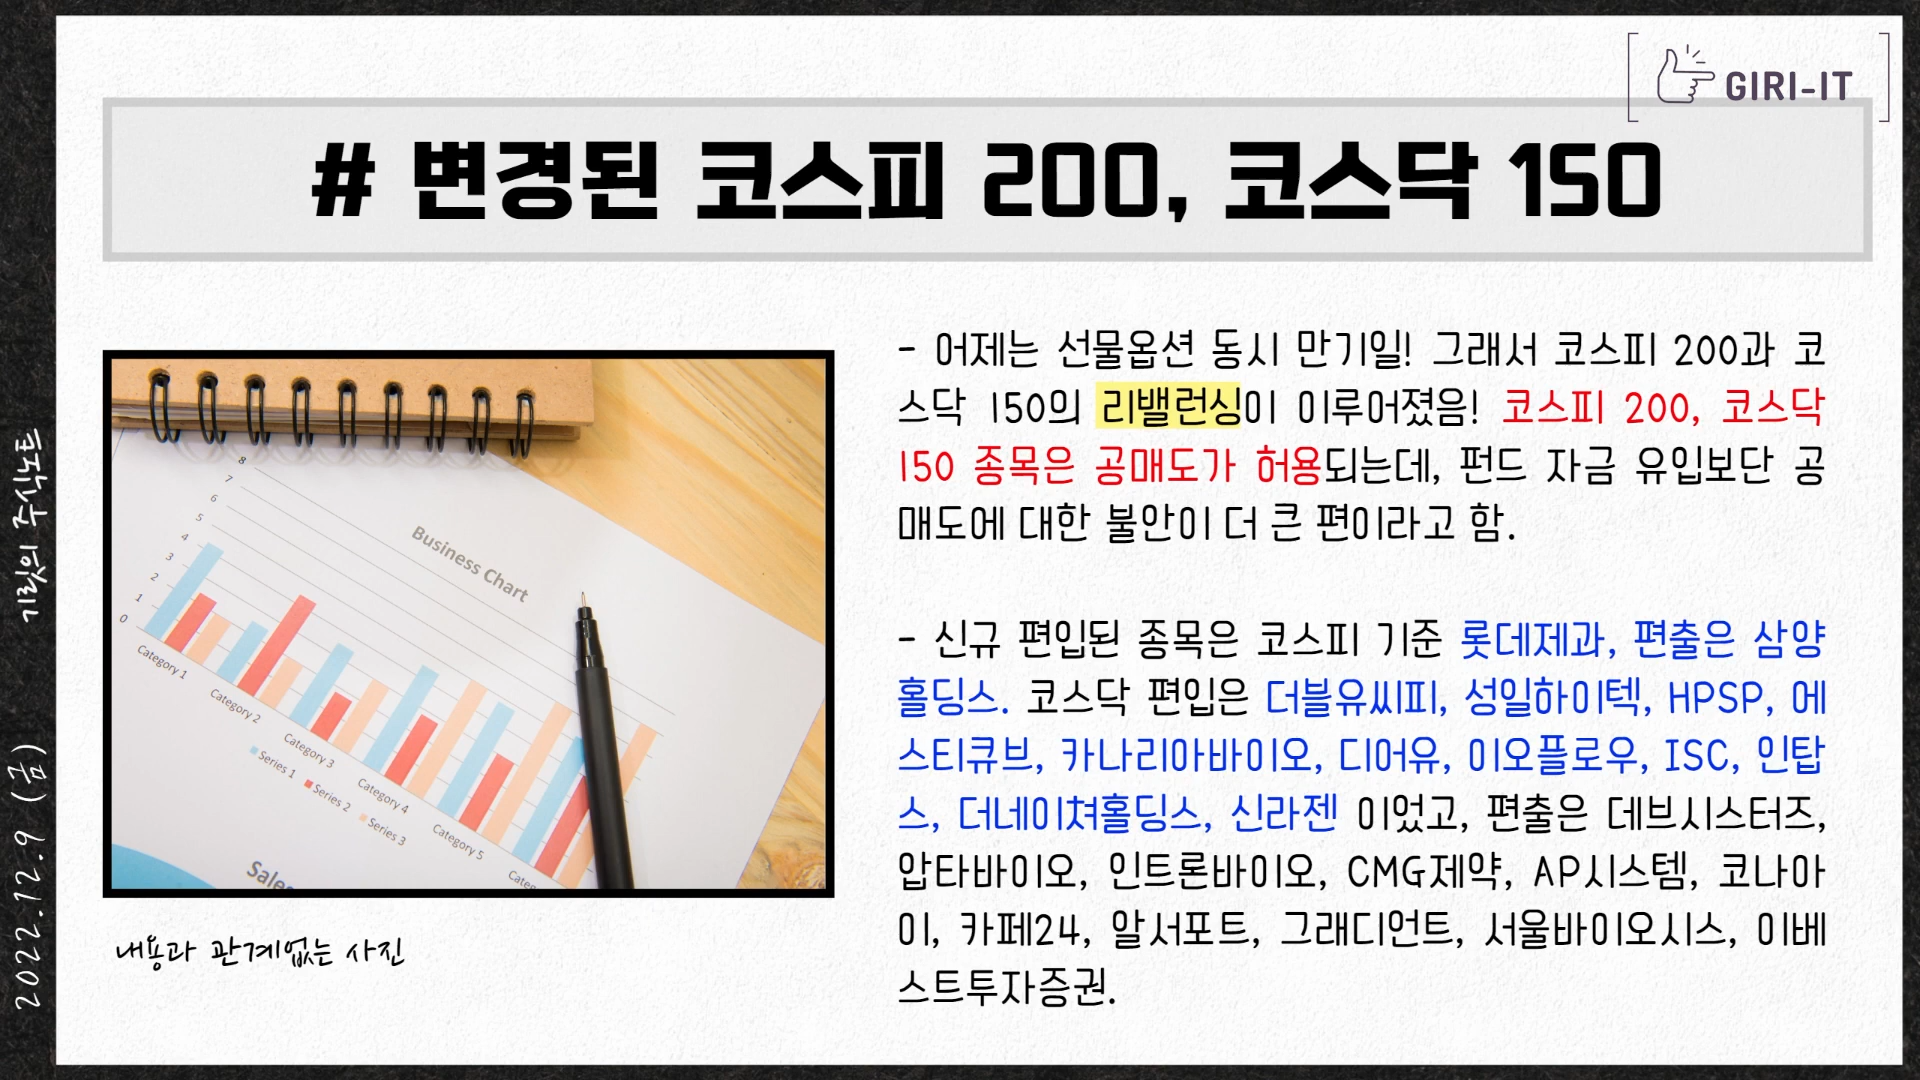 GIRI-IT
# 변경된 코스피 200, 코스닥 150
- 어제는 선물옵션 동시 만기일! 그래서 코스피 200과 코
스닥 150의 리밸런싱이 이루어졌음! 코스피 200, 코스닥
150 종목은 공매도가 허용되는데, 펀드 자금 유입보단 공
매도에 대한 불안이 더 큰 편이라고 함.
- 신규 편입된 종목은 코스피 기준 롯데제과, 편출은 삼양
홀딩스. 코스닥 편입은 더블유씨피, 성일하이텍, HPSP, 에
스티큐브, 카나리아바이오, 디어유, 이오플로우, ISC, 인탑
스, 더네이쳐홀딩스, 신라젠 이었고, 편출은 데브시스터즈,
압타바이오, 인트론바이오, CMG제약, AP시스템, 코나아
이, 카페24, 알서포트, 그래디언트, 서울바이오시스, 이베
스트투자증권.
Business Chart
8
7
6
5
4
3
2
1
0
Category 1
Category 2
Category 3
Category 4
Category 5
Categ
Series 1
Series 2
Series 3
Sales
내용과 관계없는 사진
기릿의 주식노트
2022.12.9 (금)